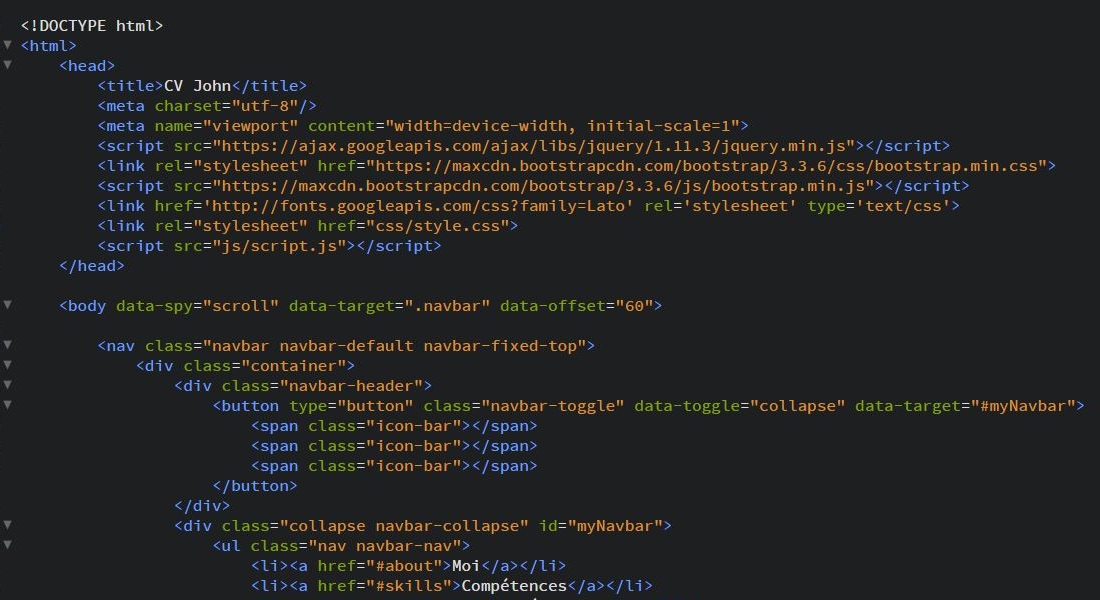 <!DOCTYPE html>
<html>
<head>
<title>CV John</title>
<meta charset="utf-8"/>
<meta name="viewport" content="width=device-width, initial-scale=1">
<script src="https://ajax.googleapis.com/ajax/libs/jquery/1.11.3/jquery.min.js"></script>
<link rel="stylesheet" href="https://maxcdn.bootstrapcdn.com/bootstrap/3.3.6/css/bootstrap.min.css">
<script src="https://maxcdn.bootstrapcdn.com/bootstrap/3.3.6/js/bootstrap.min.js"></script>
<link href='http://fonts.googleapis.com/css?family=Lato' rel='stylesheet' type='text/css'>
<link rel="stylesheet" href="css/style.css">
<script src="js/script.js"></script>
</head>
<body data-spy="scroll" data-target=".navbar" data-offset="60">
<nav class="navbar navbar-default navbar-fixed-top">
<div class="container">
<div class="navbar-header">
<button type="button" class="navbar-toggle" data-toggle="collapse" data-target="#myNavbar">
<span class="icon-bar"></span>
<span class="icon-bar"></span>
<span class="icon-bar"></span>
</button>
</div>
<div class="collapse navbar-collapse" id="myNavbar">
<ul class="nav navbar-nav">
<li><a href="#about">Moi</a></li>
<li><a href="#skills">Compétences</a></li>